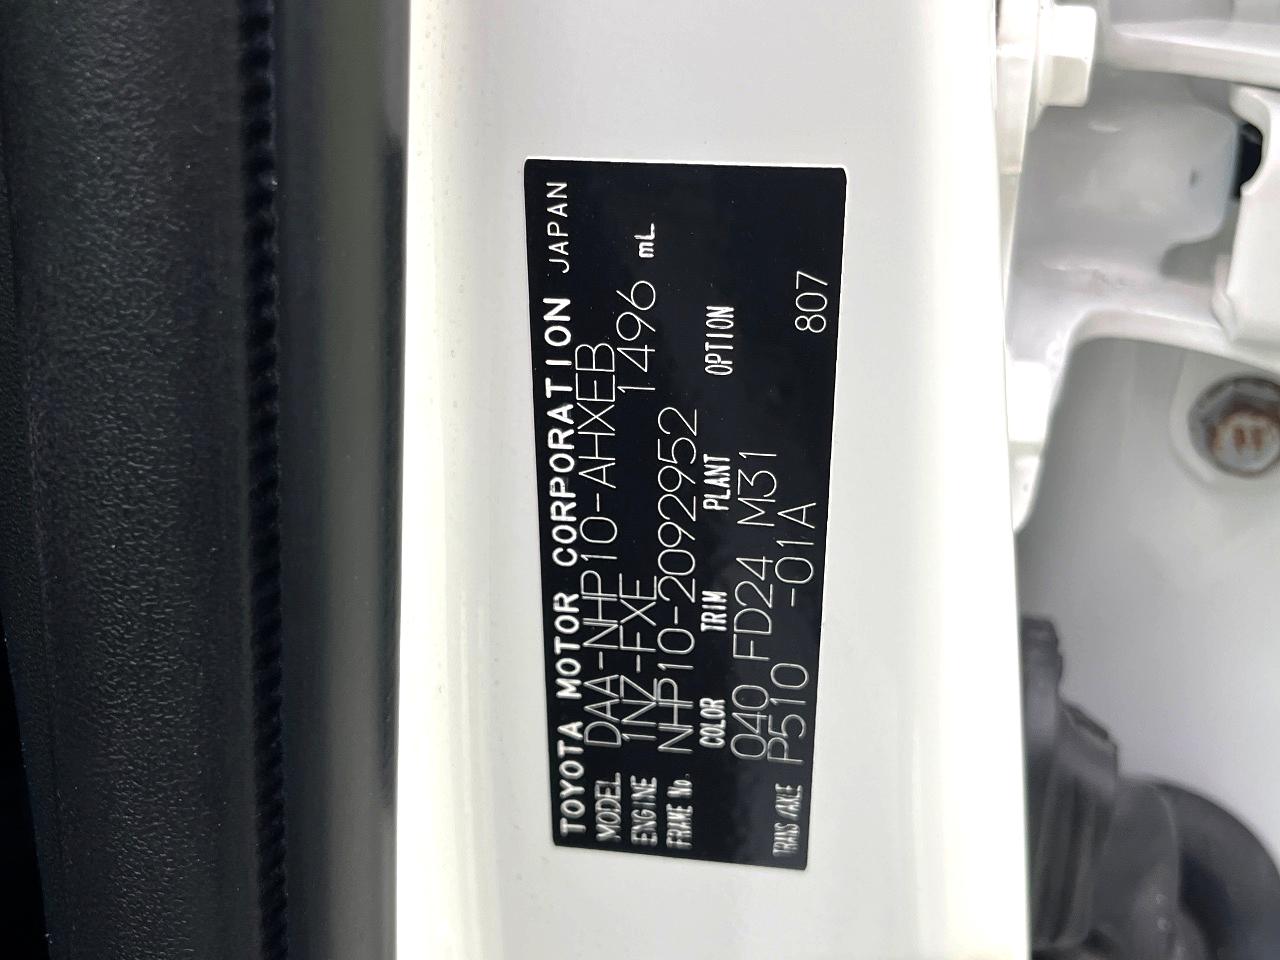 TOYOTA MOTOR CORPORATION JAPAN
MODEL DAA-NHP10-AHXEB
ENGINE 1NZ-FXE 1496 mL
FRAME No. NHP10-2092952
COLOR TRIM PLANT OPTION
040 FD24 M31
TRANS/AXLE P510 -01A 807